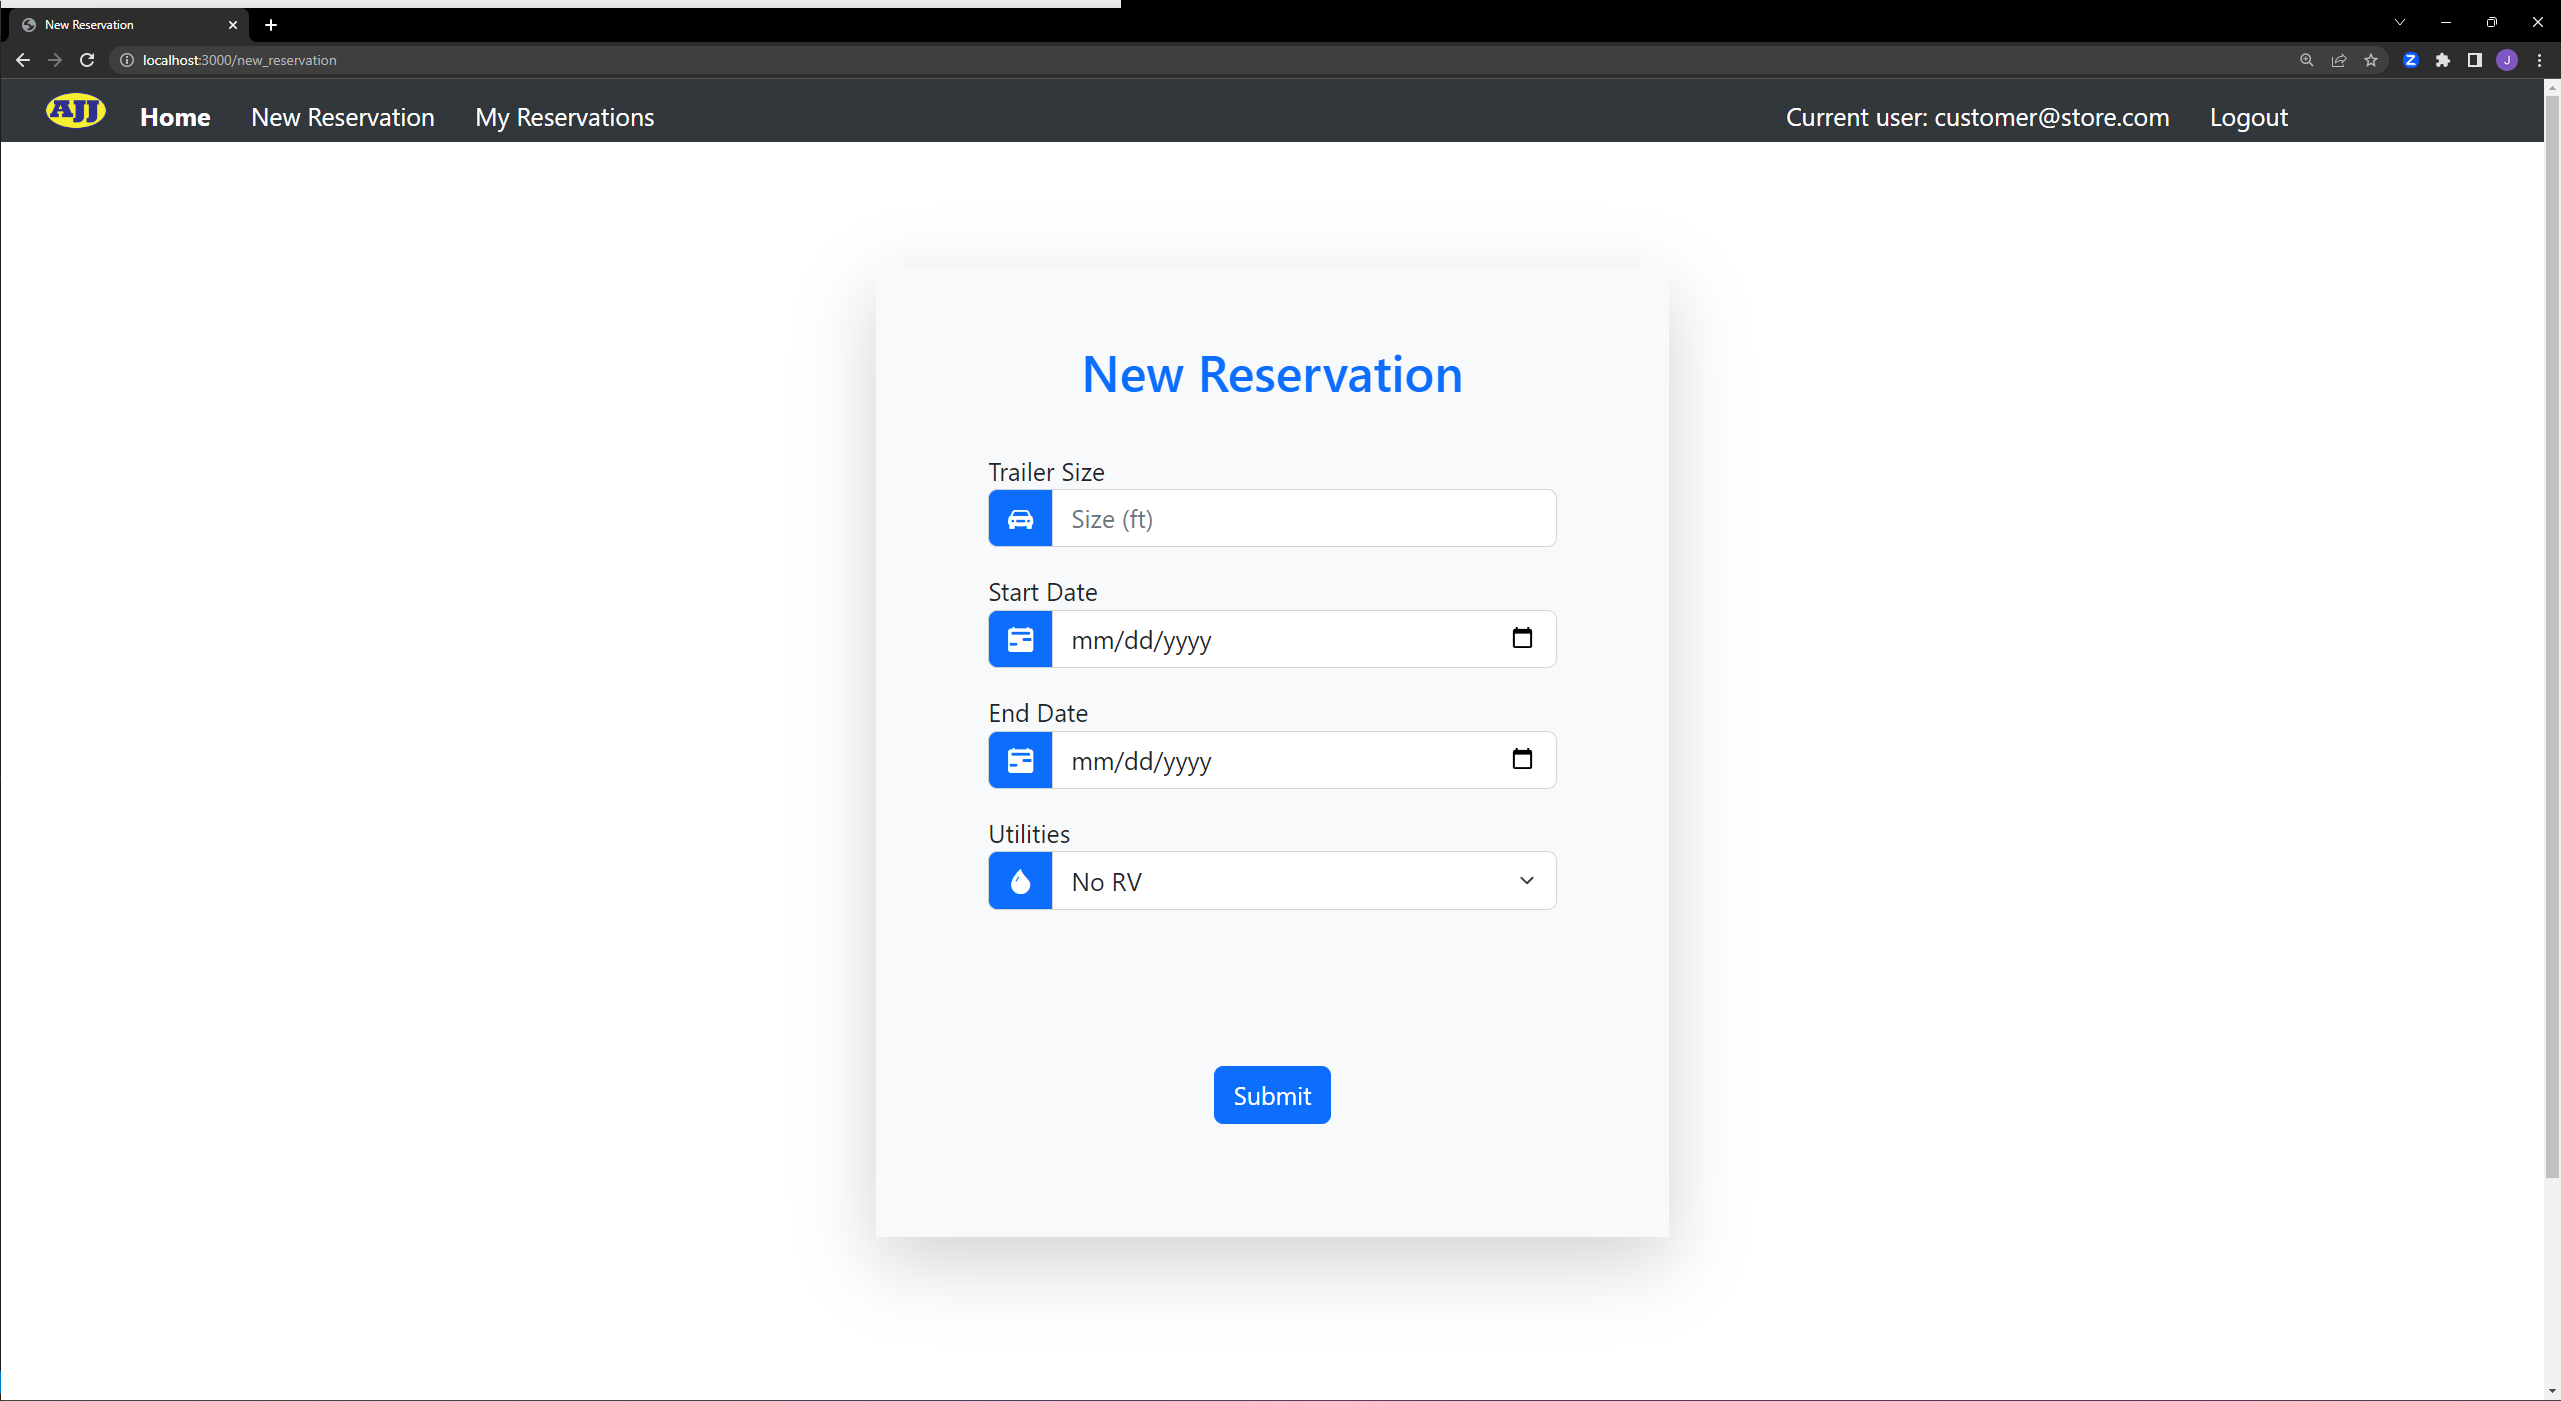 New Reservation
localhost:3000/new_reservation
Z
J
AJJ Home New Reservation My Reservations Current user: customer@store.com Logout
New Reservation
Trailer Size
Size (ft)
Start Date
mm/dd/yyyy
End Date
mm/dd/yyyy
Utilities
No RV
Submit